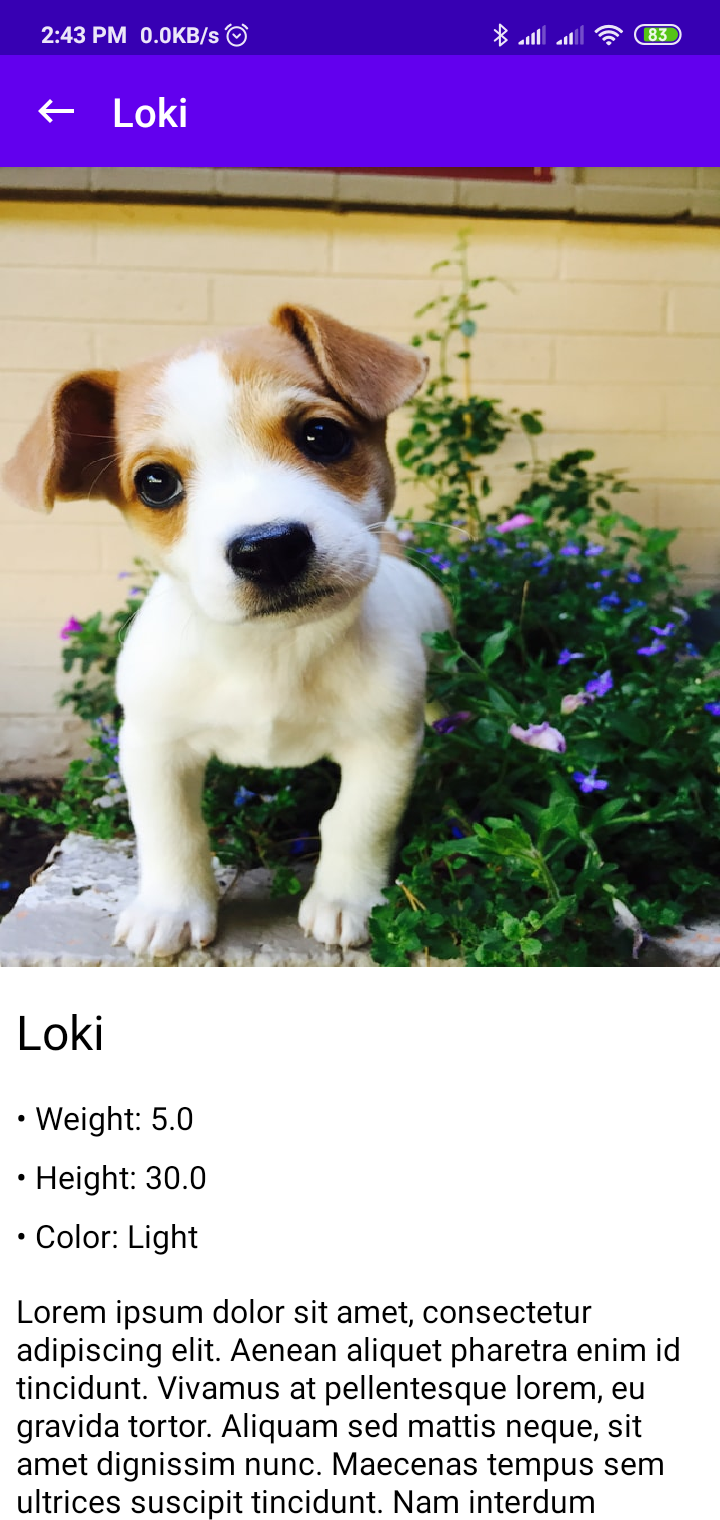 2:43 PM 0.0KB/s 83
Loki
Loki
• Weight: 5.0
• Height: 30.0
• Color: Light
Lorem ipsum dolor sit amet, consectetur
adipiscing elit. Aenean aliquet pharetra enim id
tincidunt. Vivamus at pellentesque lorem, eu
gravida tortor. Aliquam sed mattis neque, sit
amet dignissim nunc. Maecenas tempus sem
ultrices suscipit tincidunt. Nam interdum